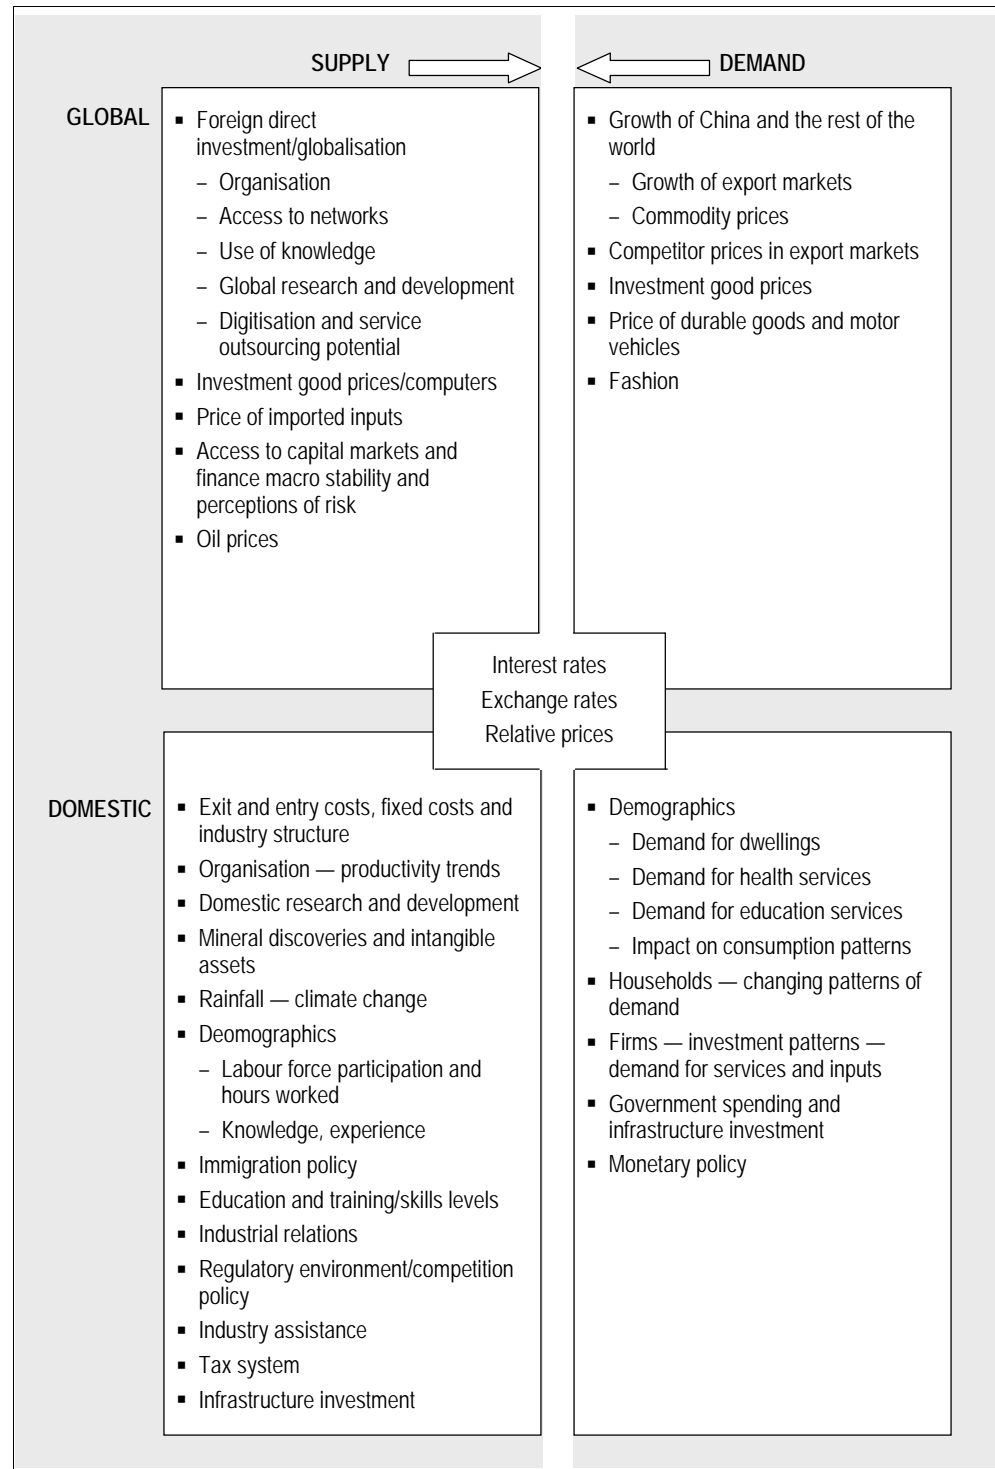 SUPPLY
DEMAND
GLOBAL
▪ Foreign direct
investment/globalisation
– Organisation
– Access to networks
– Use of knowledge
– Global research and development
– Digitisation and service
outsourcing potential
▪ Investment good prices/computers
▪ Price of imported inputs
▪ Access to capital markets and
finance macro stability and
perceptions of risk
▪ Oil prices
▪ Growth of China and the rest of the
world
– Growth of export markets
– Commodity prices
▪ Competitor prices in export markets
▪ Investment good prices
▪ Price of durable goods and motor
vehicles
▪ Fashion
Interest rates
Exchange rates
Relative prices
DOMESTIC
▪ Exit and entry costs, fixed costs and
industry structure
▪ Organisation — productivity trends
▪ Domestic research and development
▪ Mineral discoveries and intangible
assets
▪ Rainfall — climate change
▪ Deomographics
– Labour force participation and
hours worked
– Knowledge, experience
▪ Immigration policy
▪ Education and training/skills levels
▪ Industrial relations
▪ Regulatory environment/competition
policy
▪ Industry assistance
▪ Tax system
▪ Infrastructure investment
▪ Demographics
– Demand for dwellings
– Demand for health services
– Demand for education services
– Impact on consumption patterns
▪ Households — changing patterns of
demand
▪ Firms — investment patterns —
demand for services and inputs
▪ Government spending and
infrastructure investment
▪ Monetary policy